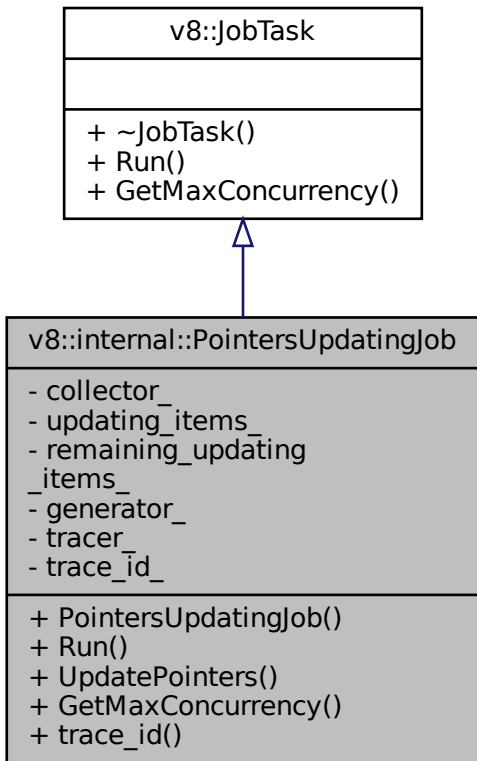 v8::JobTask
+ ~JobTask()
+ Run()
+ GetMaxConcurrency()
v8::internal::PointersUpdatingJob
- collector_
- updating_items_
- remaining_updating
_items_
- generator_
- tracer_
- trace_id_
+ PointersUpdatingJob()
+ Run()
+ UpdatePointers()
+ GetMaxConcurrency()
+ trace_id()